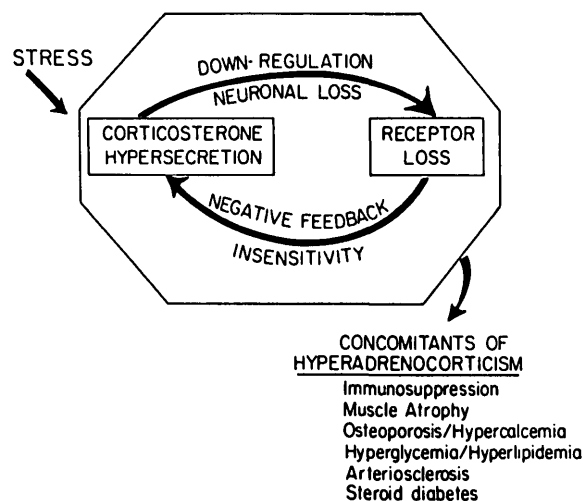 STRESS
DOWN-REGULATION
NEURONAL LOSS
CORTICOSTERONE
HYPERSECRETION
RECEPTOR
LOSS
NEGATIVE FEEDBACK
INSENSITIVITY
CONCOMITANTS OF
HYPERADRENOCORTICISM
Immunosuppression
Muscle Atrophy
Osteoporosis/Hypercalcemia
Hyperglycemia/Hyperlipidemia
Arteriosclerosis
Steroid diabetes